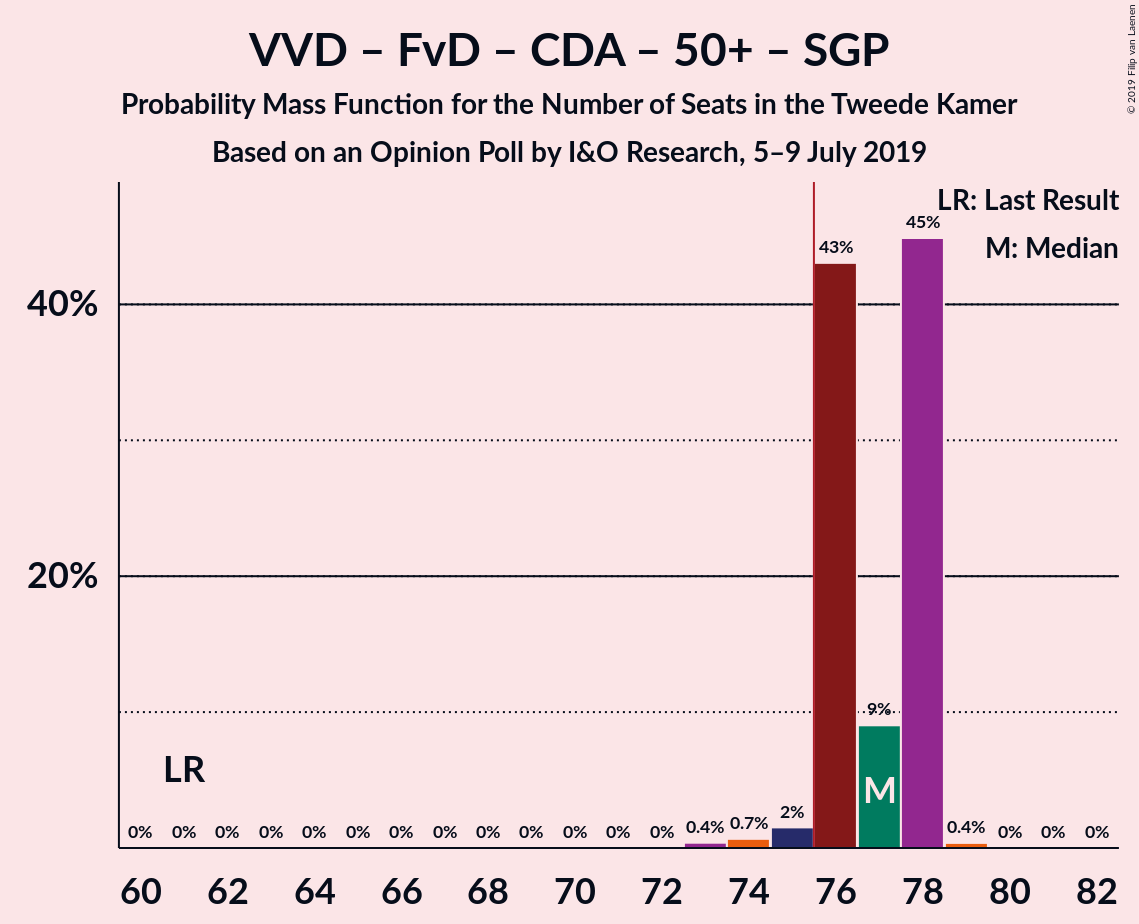 VVD – FvD – CDA – 50+ – SGP
Probability Mass Function for the Number of Seats in the Tweede Kamer
Based on an Opinion Poll by I&O Research, 5–9 July 2019
© 2019 Filip van Laenen
LR: Last Result
M: Median
45%
43%
40%
20%
9%
LR
M
0% 0% 0% 0% 0% 0% 0% 0% 0% 0% 0% 0% 0% 0.4% 0.7% 2% 0.4% 0% 0% 0%
60 62 64 66 68 70 72 74 76 78 80 82